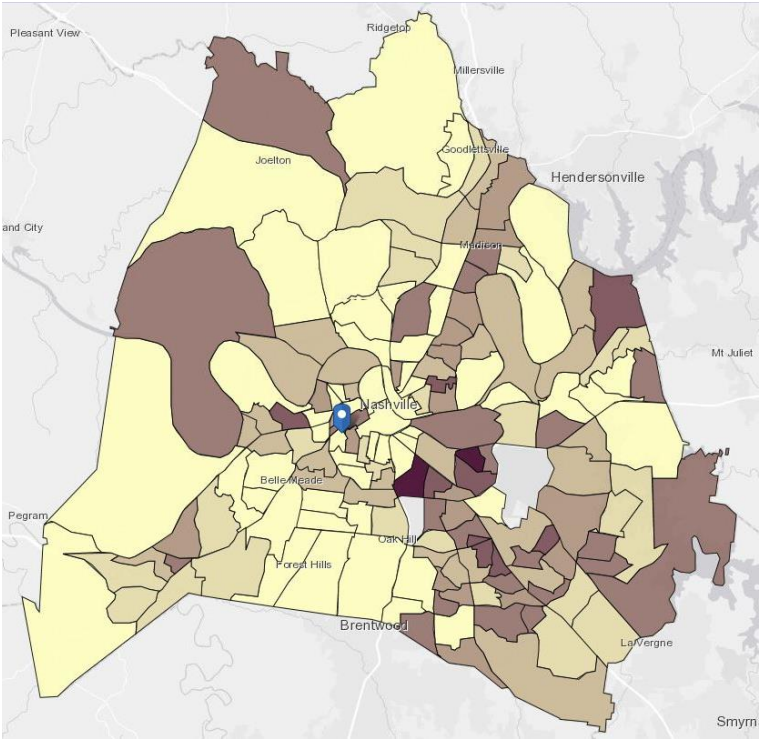 Ridgetop
Pleasant View
Millersville
Goodlettsville
Joelton
Hendersonville
and City
Madison
Mt Juliet
Nashville
Belle Meade
Pegram
Oak Hill
Forest Hills
Brentwood
La Vergne
Smyrn